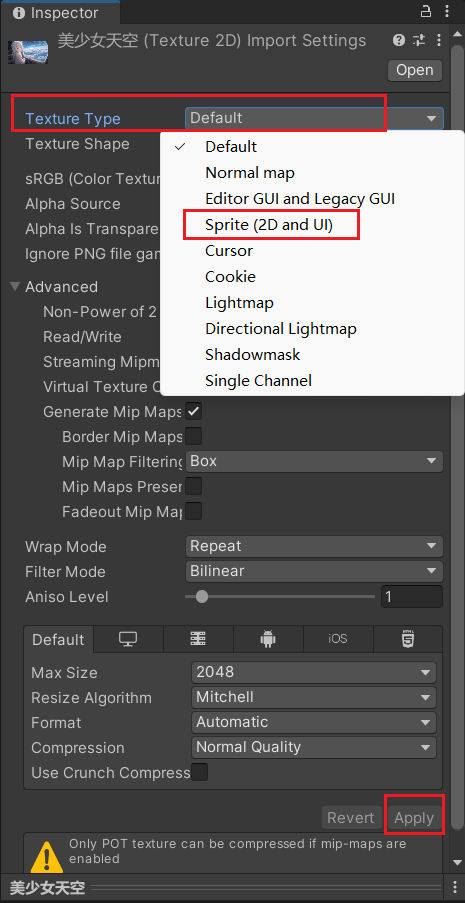 Inspector
美少女天空 (Texture 2D) Import Settings
Open
Texture Type
Default
Texture Shape
Default
Normal map
sRGB (Color Textur
Editor GUI and Legacy GUI
Alpha Source
Sprite (2D and UI)
Alpha Is Transpare
Cursor
Ignore PNG file gam
Cookie
Advanced
Lightmap
Non-Power of 2
Directional Lightmap
Read/Write
Shadowmask
Streaming Mipm
Single Channel
Virtual Texture O
Generate Mip Maps
Border Mip Maps
Mip Map Filtering
Box
Mip Maps Preser
Fadeout Mip Map
Wrap Mode
Repeat
Filter Mode
Bilinear
Aniso Level
1
Default
iOS
HTML
5
Max Size
2048
Resize Algorithm
Mitchell
Format
Automatic
Compression
Normal Quality
Use Crunch Compress
Revert
Apply
Only POT texture can be compressed if mip-maps are
enabled
美少女天空